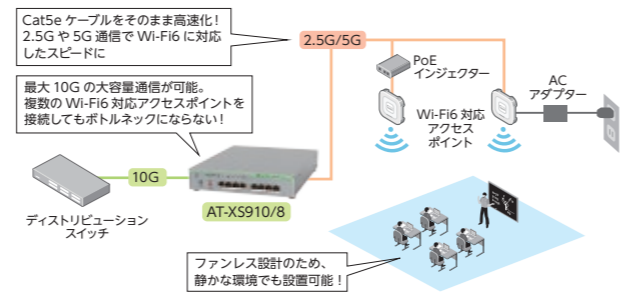 Cat5e ケーブルをそのまま高速化！
2.5G や 5G 通信で Wi-Fi6 に対応
したスピードに
2.5G/5G
PoE
インジェクター
AC
アダプター
最大 10G の大容量通信が可能。
複数の Wi-Fi6 対応アクセスポイントを
接続してもボトルネックにならない！
Wi-Fi6 対応
アクセス
ポイント
10G
AT-XS910/8
ディストリビューション
スイッチ
ファンレス設計のため、
静かな環境でも設置可能！